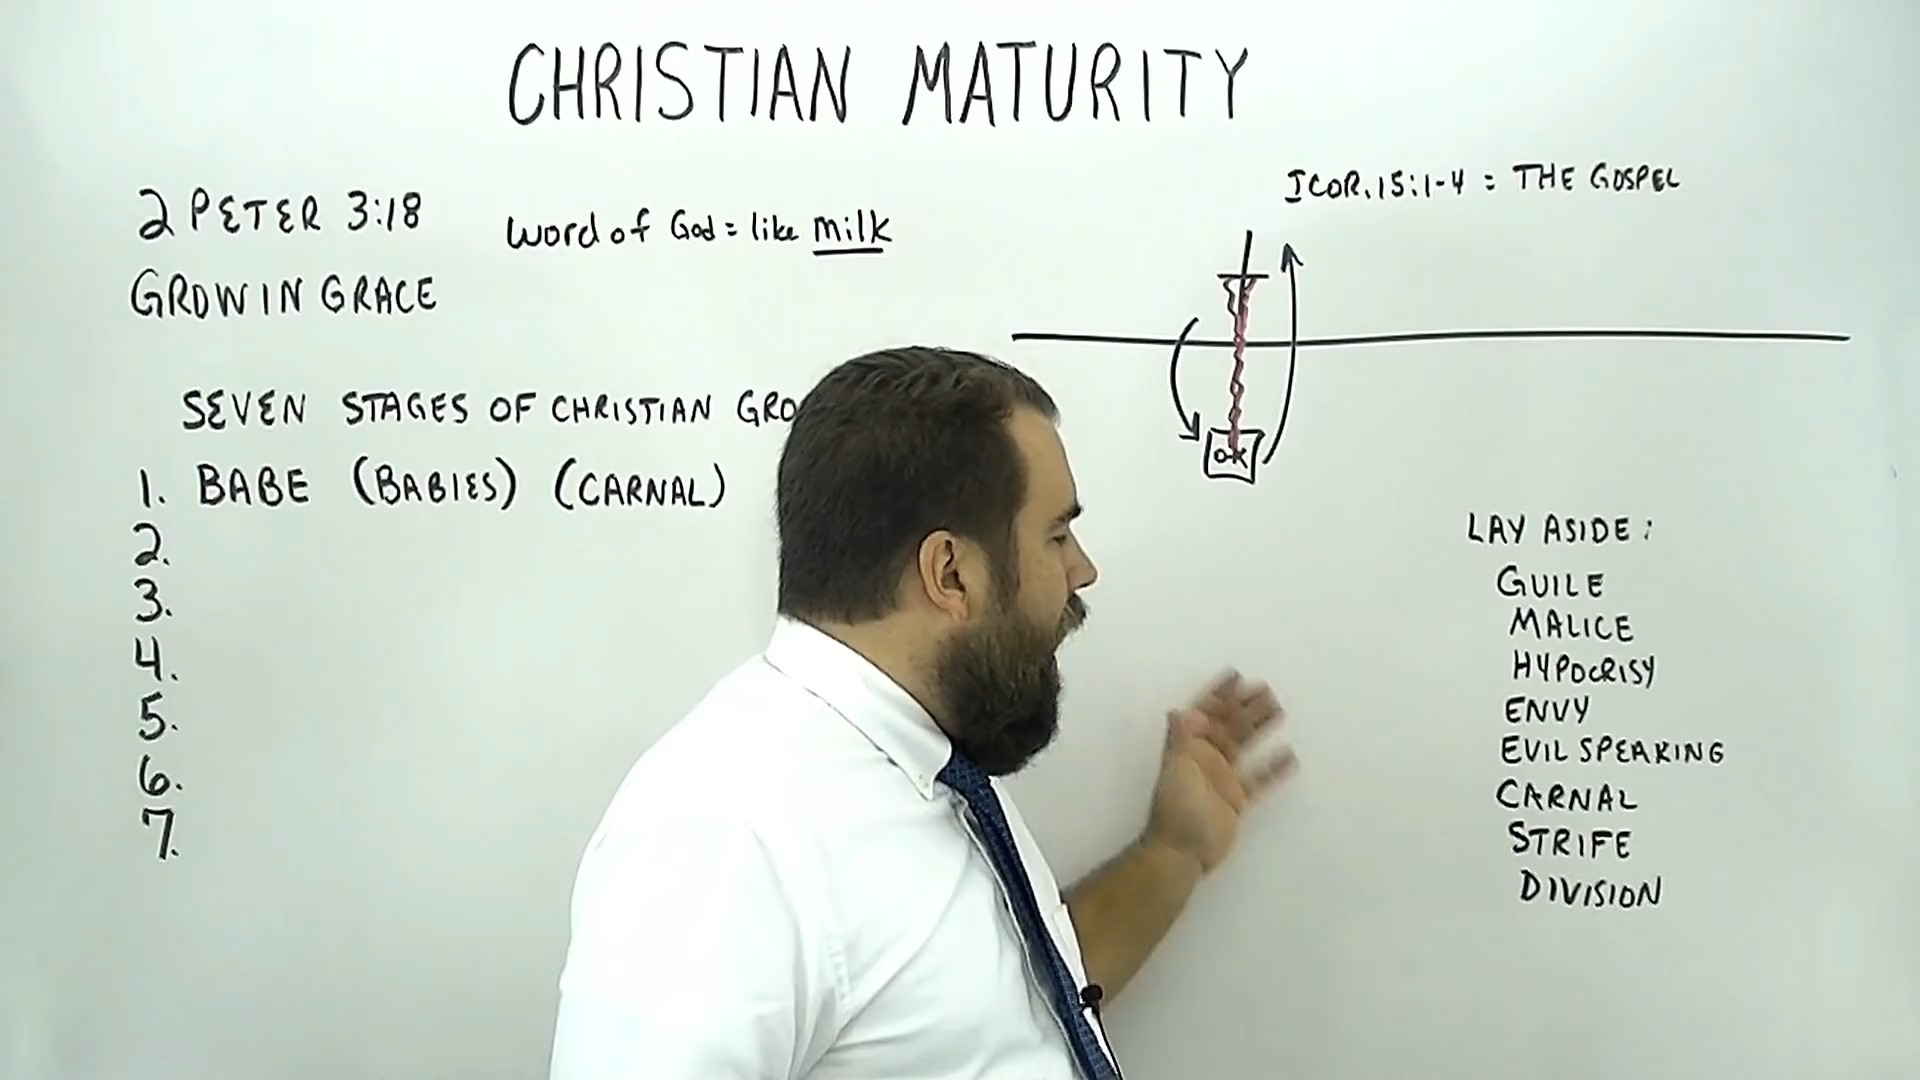 CHRISTIAN MATURITY
2 PETER 3:18
GROW IN GRACE
word of God = like milk
I COR. 15:1-4 = THE GOSPEL
SEVEN STAGES OF CHRISTIAN GRO
1. BABE (BABIES) (CARNAL)
2.
3.
4.
5.
6.
7.
LAY ASIDE:
GUILE
MALICE
HYPOCRISY
ENVY
EVIL SPEAKING
CARNAL
STRIFE
DIVISION